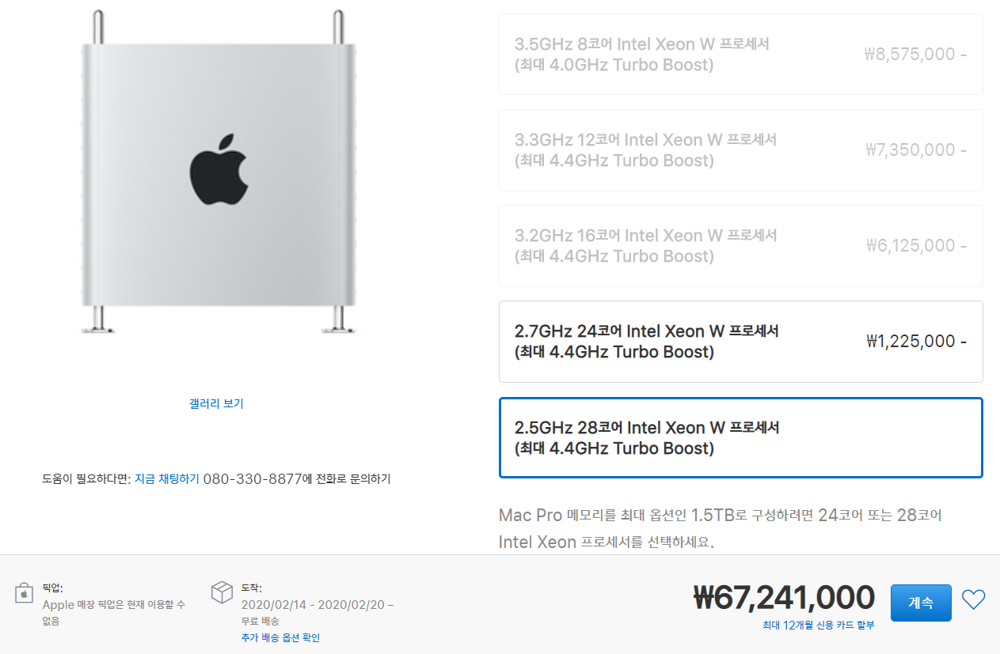 3.5GHz 8코어 Intel Xeon W 프로세서
(최대 4.0GHz Turbo Boost)
₩8,575,000 -
3.3GHz 12코어 Intel Xeon W 프로세서
(최대 4.4GHz Turbo Boost)
₩7,350,000 -
3.2GHz 16코어 Intel Xeon W 프로세서
(최대 4.4GHz Turbo Boost)
₩6,125,000 -
2.7GHz 24코어 Intel Xeon W 프로세서
(최대 4.4GHz Turbo Boost)
₩1,225,000 -
2.5GHz 28코어 Intel Xeon W 프로세서
(최대 4.4GHz Turbo Boost)
Mac Pro 메모리를 최대 옵션인 1.5TB로 구성하려면 24코어 또는 28코어
Intel Xeon 프로세서를 선택하세요.
갤러리 보기
도움이 필요하다면: 지금 채팅하기 080-330-8877에 전화로 문의하기
픽업:
Apple 매장 픽업은 현재 이용할 수
없음
도착:
2020/02/14 - 2020/02/20 –
무료 배송
추가 배송 옵션 확인
₩67,241,000
최대 12개월 신용 카드 할부
계속